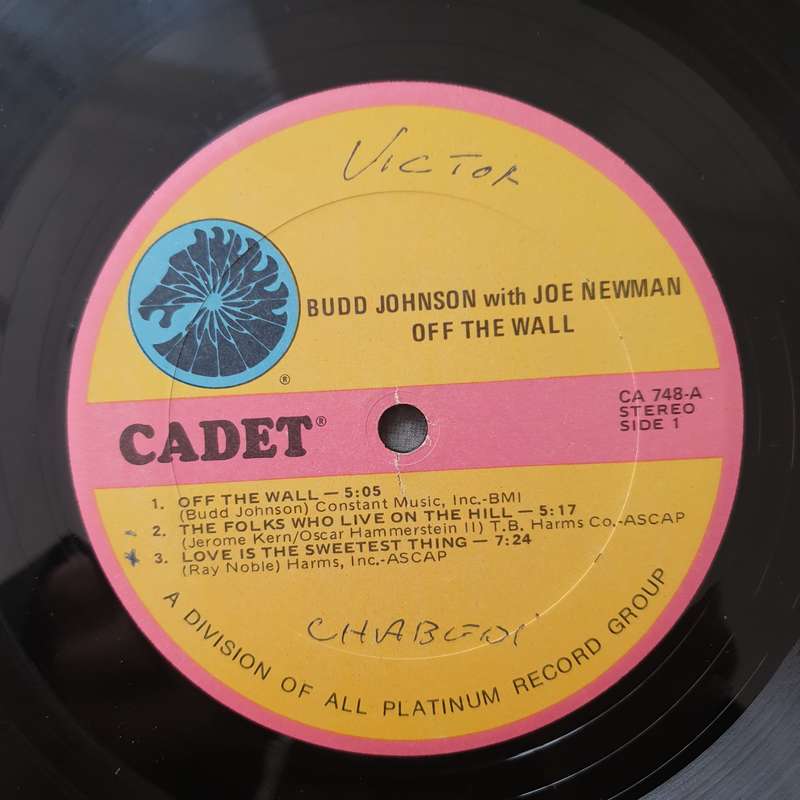 VICTOR
BUDD JOHNSON with JOE NEWMAN
OFF THE WALL
®
CADET®
CA 748-A
STEREO
SIDE 1
1. OFF THE WALL — 5:05
(Budd Johnson) Constant Music, Inc.-BMI
2. THE FOLKS WHO LIVE ON THE HILL — 5:17
(Jerome Kern/Oscar Hammerstein II) T.B. Harms Co.-ASCAP
* 3. LOVE IS THE SWEETEST THING — 7:24
(Ray Noble) Harms, Inc.-ASCAP
A DIVISION OF ALL PLATINUM RECORD GROUP